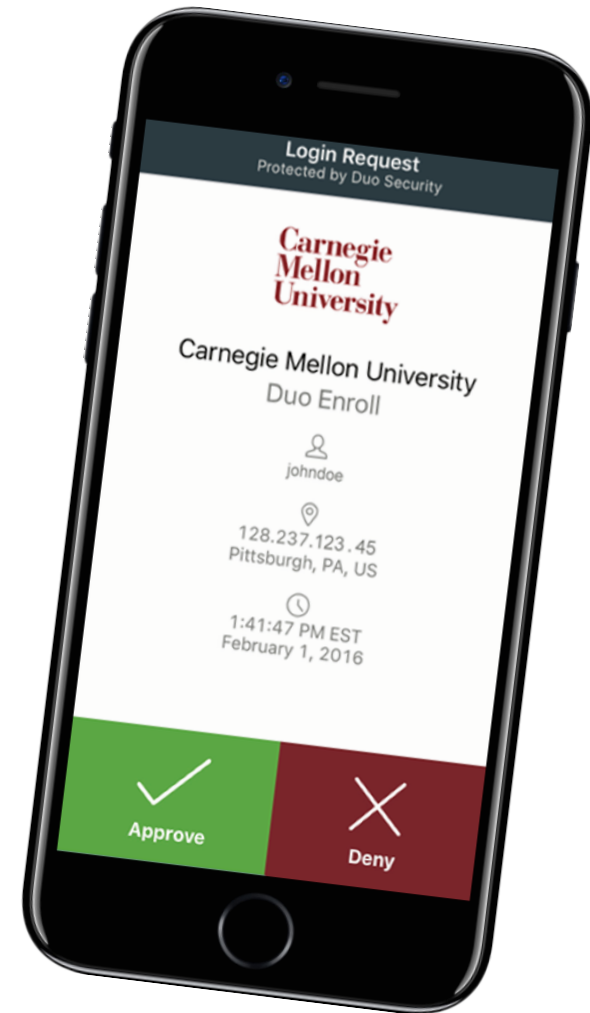 Login Request
Protected by Duo Security
Carnegie
Mellon
University
Carnegie Mellon University
Duo Enroll
johndoe
128.237.123.45
Pittsburgh, PA, US
1:41:47 PM EST
February 1, 2016
Approve
Deny